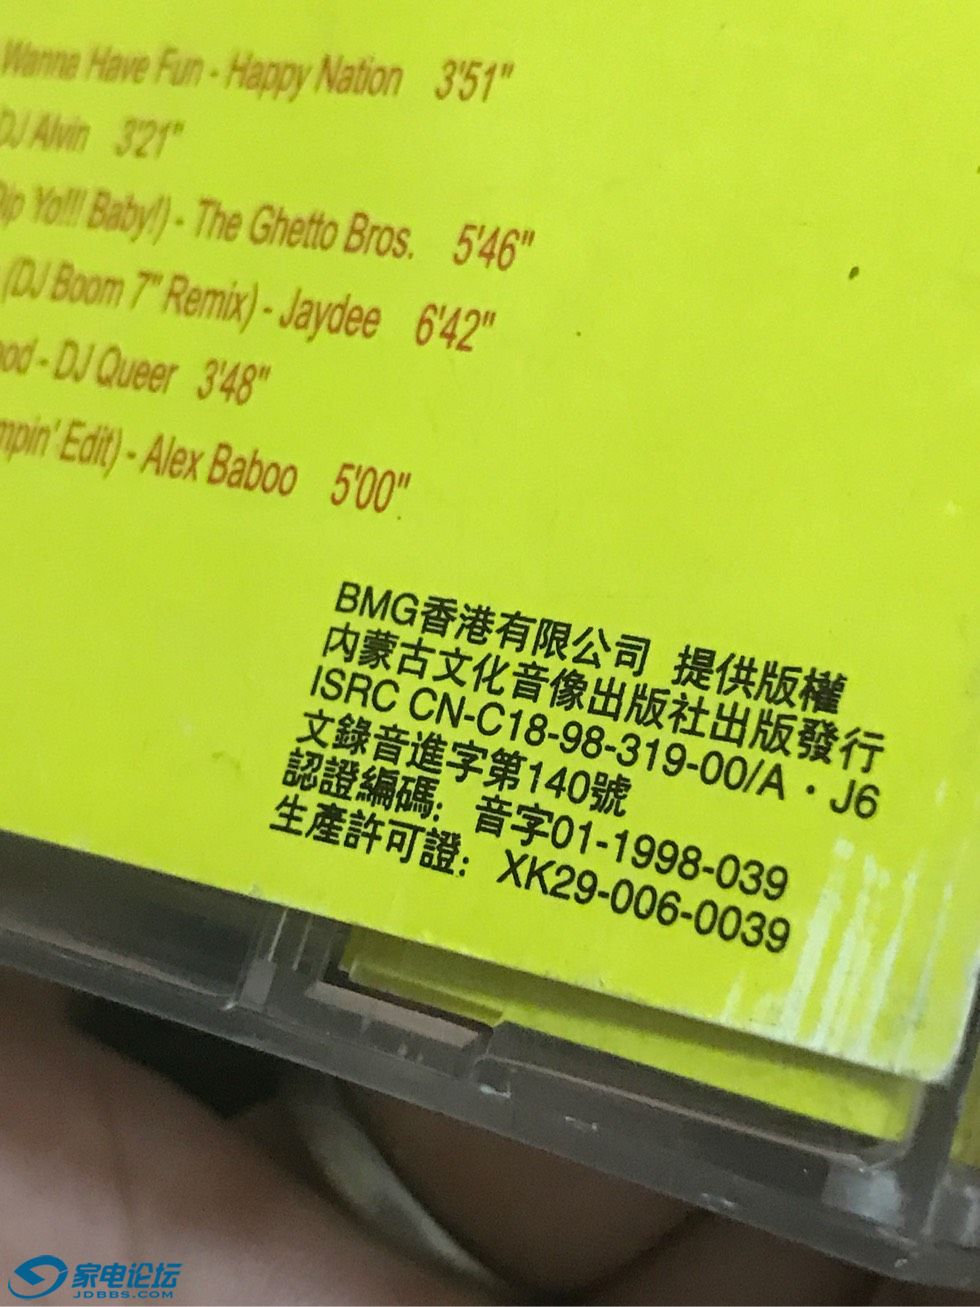 Wanna Have Fun - Happy Nation 3'51"
DJ Alvin 3'21"
Yo!!! Baby!) - The Ghetto Bros. 5'46"
(DJ Boom 7" Remix) - Jaydee 6'42"
- DJ Queer 3'48"
Edit) - Alex Baboo 5'00"
BMG香港有限公司 提供版權
内蒙古文化音像出版社出版發行
ISRC CN-C18-98-319-00/A・J6
文錄音進字第140號
認證編碼：音字01-1998-039
生產許可證：XK29-006-0039
家电论坛
JDBBS.COM